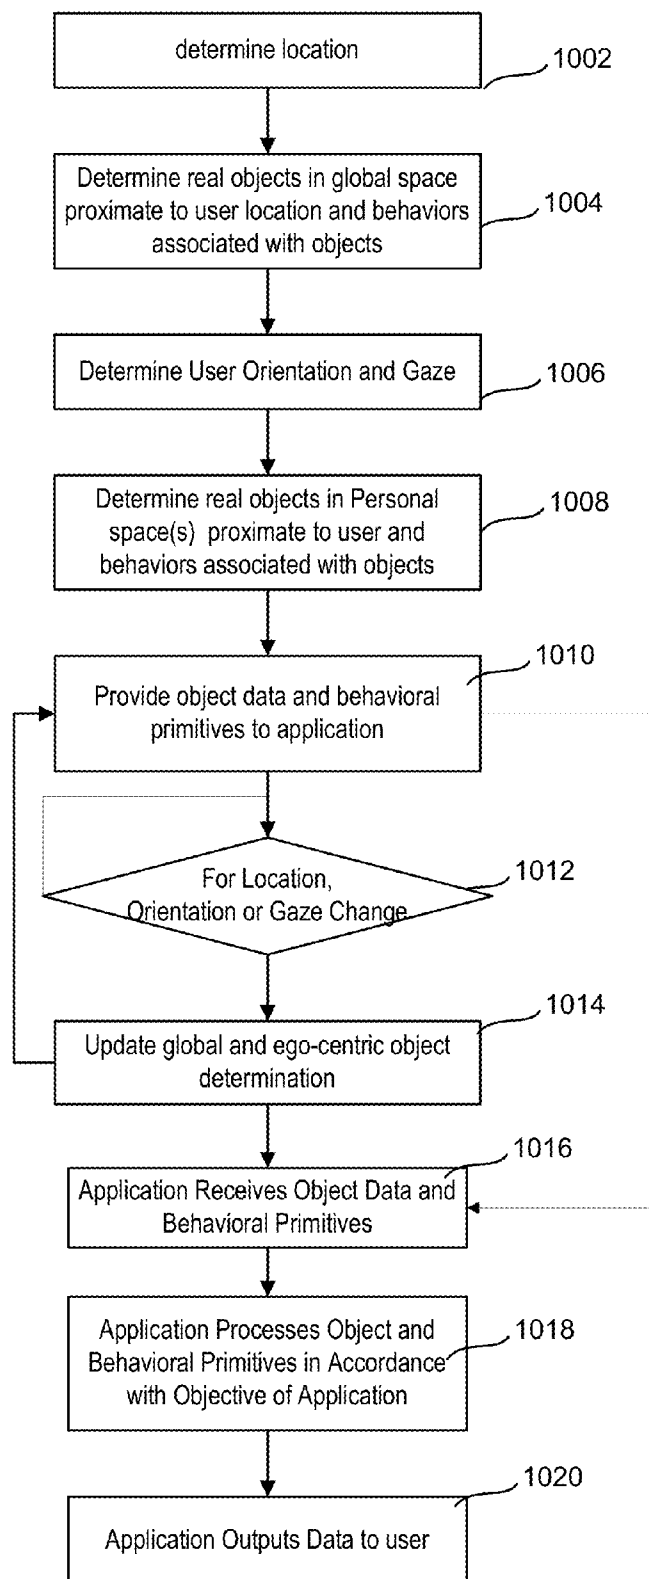 determine location
1002
Determine real objects in global space
proximate to user location and behaviors
associated with objects
1004
Determine User Orientation and Gaze
1006
Determine real objects in Personal
space(s) proximate to user and
behaviors associated with objects
1008
Provide object data and behavioral
primitives to application
1010
For Location,
Orientation or Gaze Change
1012
Update global and ego-centric object
determination
1014
Application Receives Object Data and
Behavioral Primitives
1016
Application Processes Object and
Behavioral Primitives in Accordance
with Objective of Application
1018
Application Outputs Data to user
1020